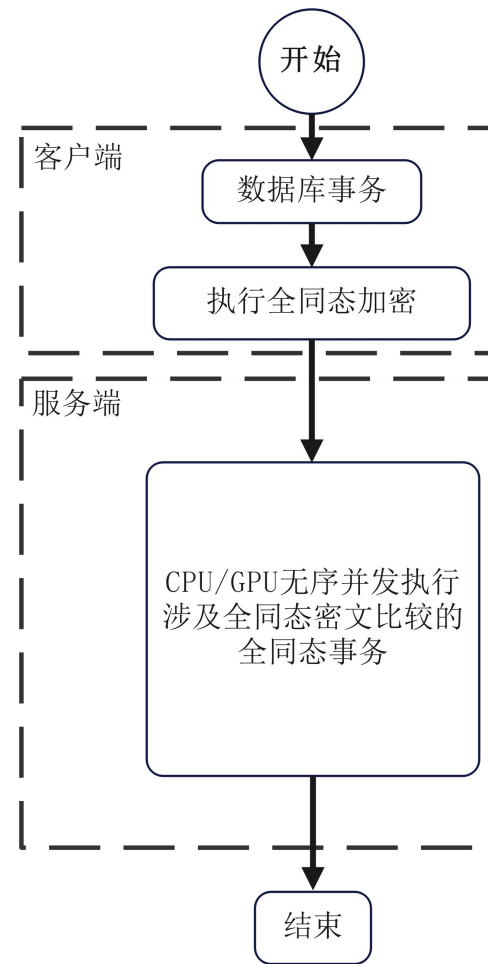 开始
客户端
数据库事务
执行全同态加密
服务端
CPU/GPU无序并发执行
涉及全同态密文比较的
全同态事务
结束